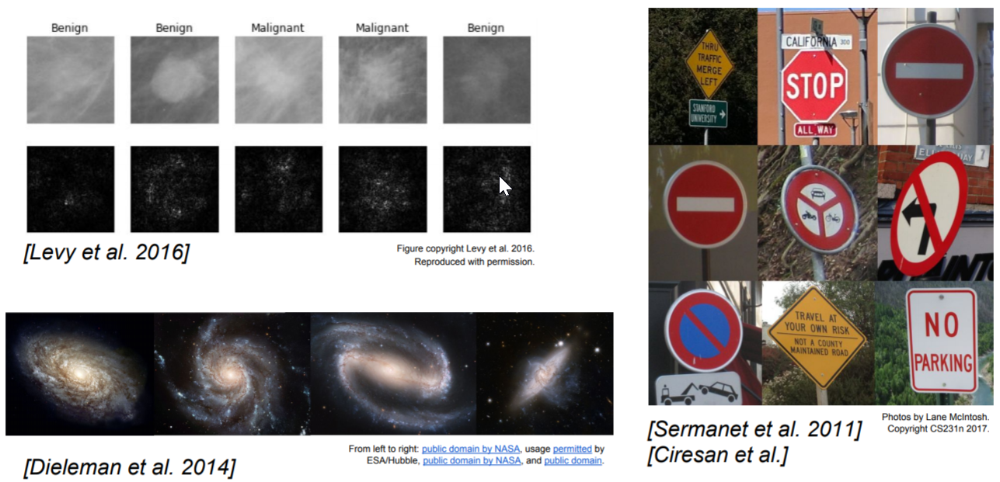 Benign
Benign
Malignant
Malignant
Benign
[Levy et al. 2016]
Figure copyright Levy et al. 2016.
Reproduced with permission.
From left to right: public domain by NASA, usage permitted by
ESA/Hubble, public domain by NASA, and public domain.
[Dieleman et al. 2014]
THRU
TRAFFIC
MERGE
LEFT
STANFORD
UNIVERSITY
CALIFORNIA 300
STOP
ALL WAY
TRAVEL AT
YOUR OWN RISK
NOT A COUNTY
MAINTAINED ROAD
NO
PARKING
[Sermanet et al. 2011]
[Ciresan et al.]
Photos by Lane McIntosh.
Copyright CS231n 2017.